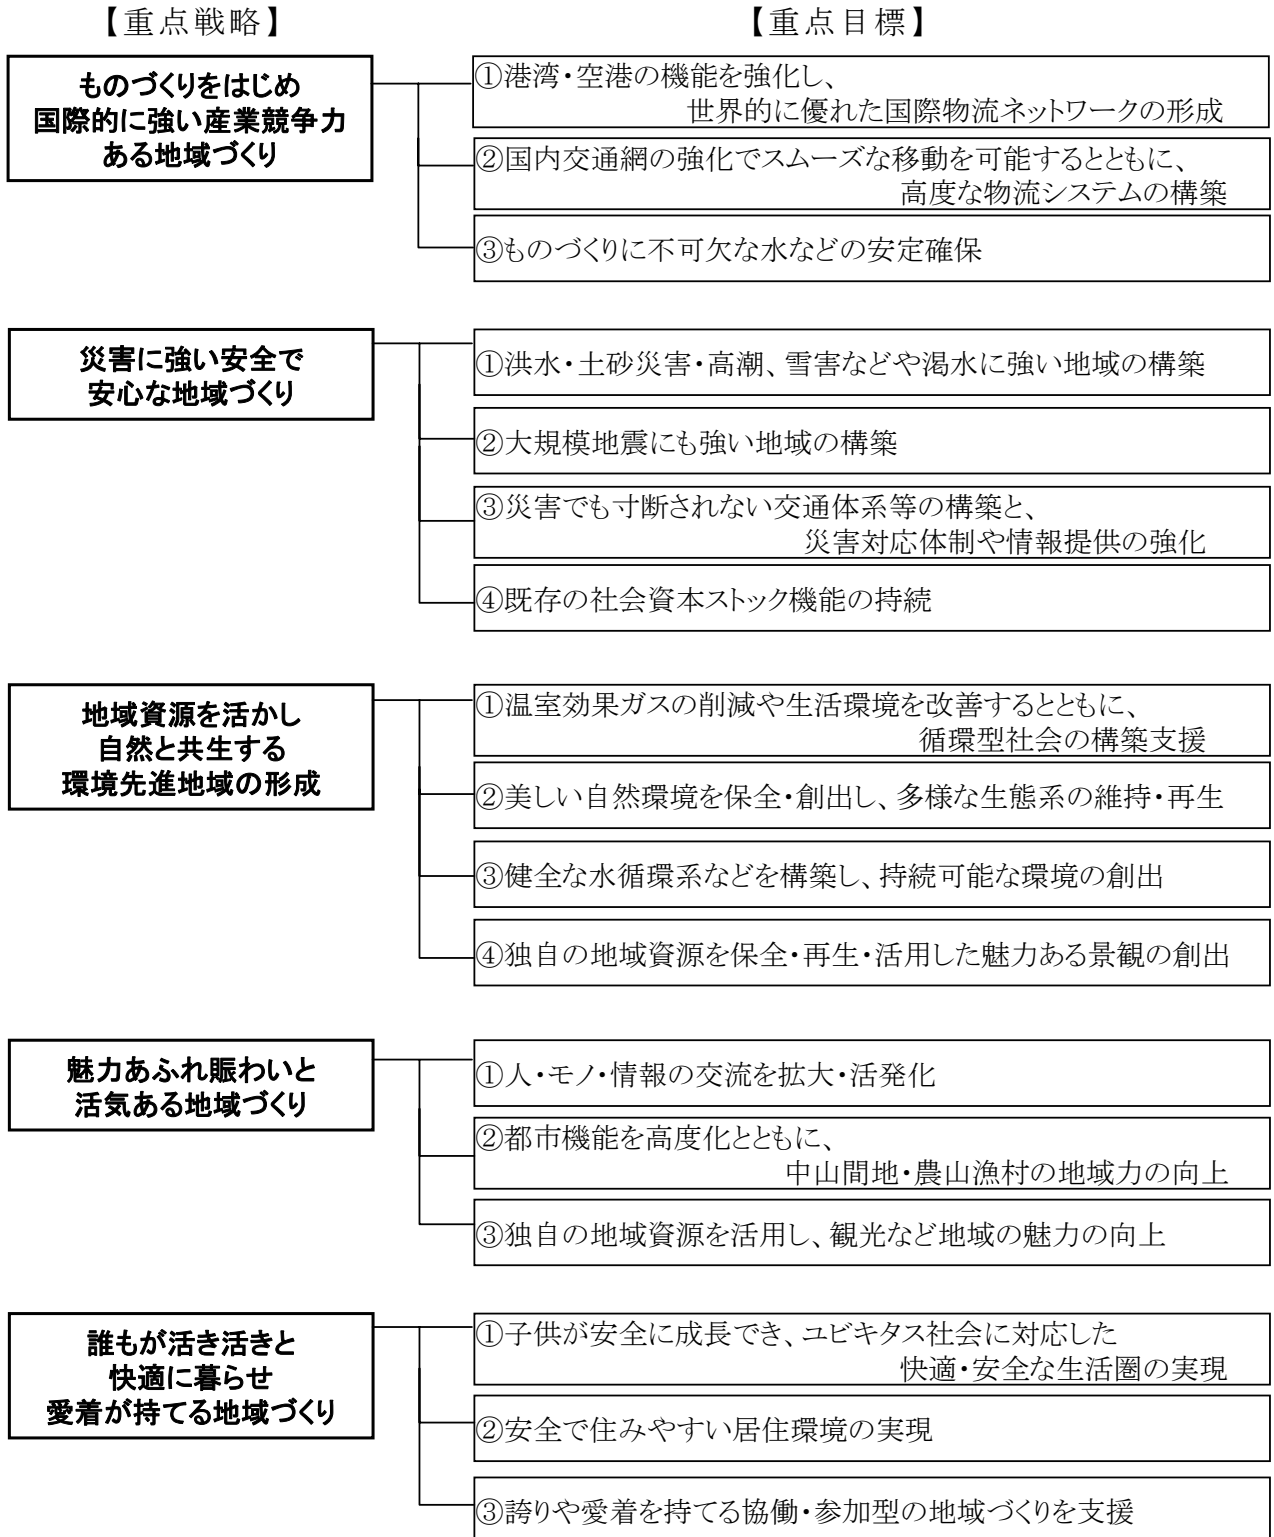 【重点戦略】
【重点目標】
ものづくりをはじめ
国際的に強い産業競争力
ある地域づくり
①港湾・空港の機能を強化し、
世界的に優れた国際物流ネットワークの形成
②国内交通網の強化でスムーズな移動を可能するとともに、
高度な物流システムの構築
③ものづくりに不可欠な水などの安定確保
災害に強い安全で
安心な地域づくり
①洪水・土砂災害・高潮、雪害などや渇水に強い地域の構築
②大規模地震にも強い地域の構築
③災害でも寸断されない交通体系等の構築と、
災害対応体制や情報提供の強化
④既存の社会資本ストック機能の持続
地域資源を活かし
自然と共生する
環境先進地域の形成
①温室効果ガスの削減や生活環境を改善するとともに、
循環型社会の構築支援
②美しい自然環境を保全・創出し、多様な生態系の維持・再生
③健全な水循環系などを構築し、持続可能な環境の創出
④独自の地域資源を保全・再生・活用した魅力ある景観の創出
魅力あふれ賑わいと
活気ある地域づくり
①人・モノ・情報の交流を拡大・活発化
②都市機能を高度化とともに、
中山間地・農山漁村の地域力の向上
③独自の地域資源を活用し、観光など地域の魅力の向上
誰もが活き活きと
快適に暮らせ
愛着が持てる地域づくり
①子供が安全に成長でき、ユビキタス社会に対応した
快適・安全な生活圏の実現
②安全で住みやすい居住環境の実現
③誇りや愛着を持てる協働・参加型の地域づくりを支援